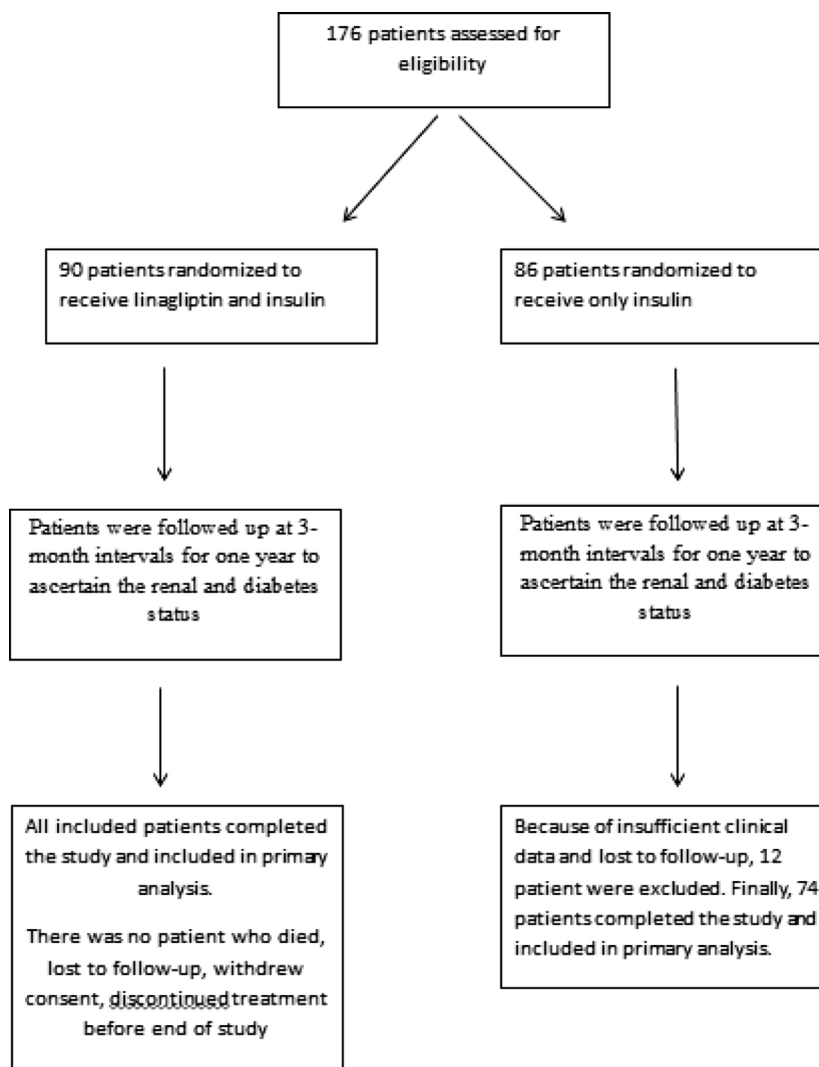 176 patients assessed for
eligibility
90 patients randomized to
receive linagliptin and insulin
86 patients randomized to
receive only insulin
Patients were followed up at 3-
month intervals for one year to
ascertain the renal and diabetes
status
Patients were followed up at 3-
month intervals for one year to
ascertain the renal and diabetes
status
All included patients completed
the study and included in primary
analysis.
There was no patient who died,
lost to follow-up, withdrew
consent, discontinued treatment
before end of study
Because of insufficient clinical
data and lost to follow-up, 12
patient were excluded. Finally, 74
patients completed the study and
included in primary analysis.